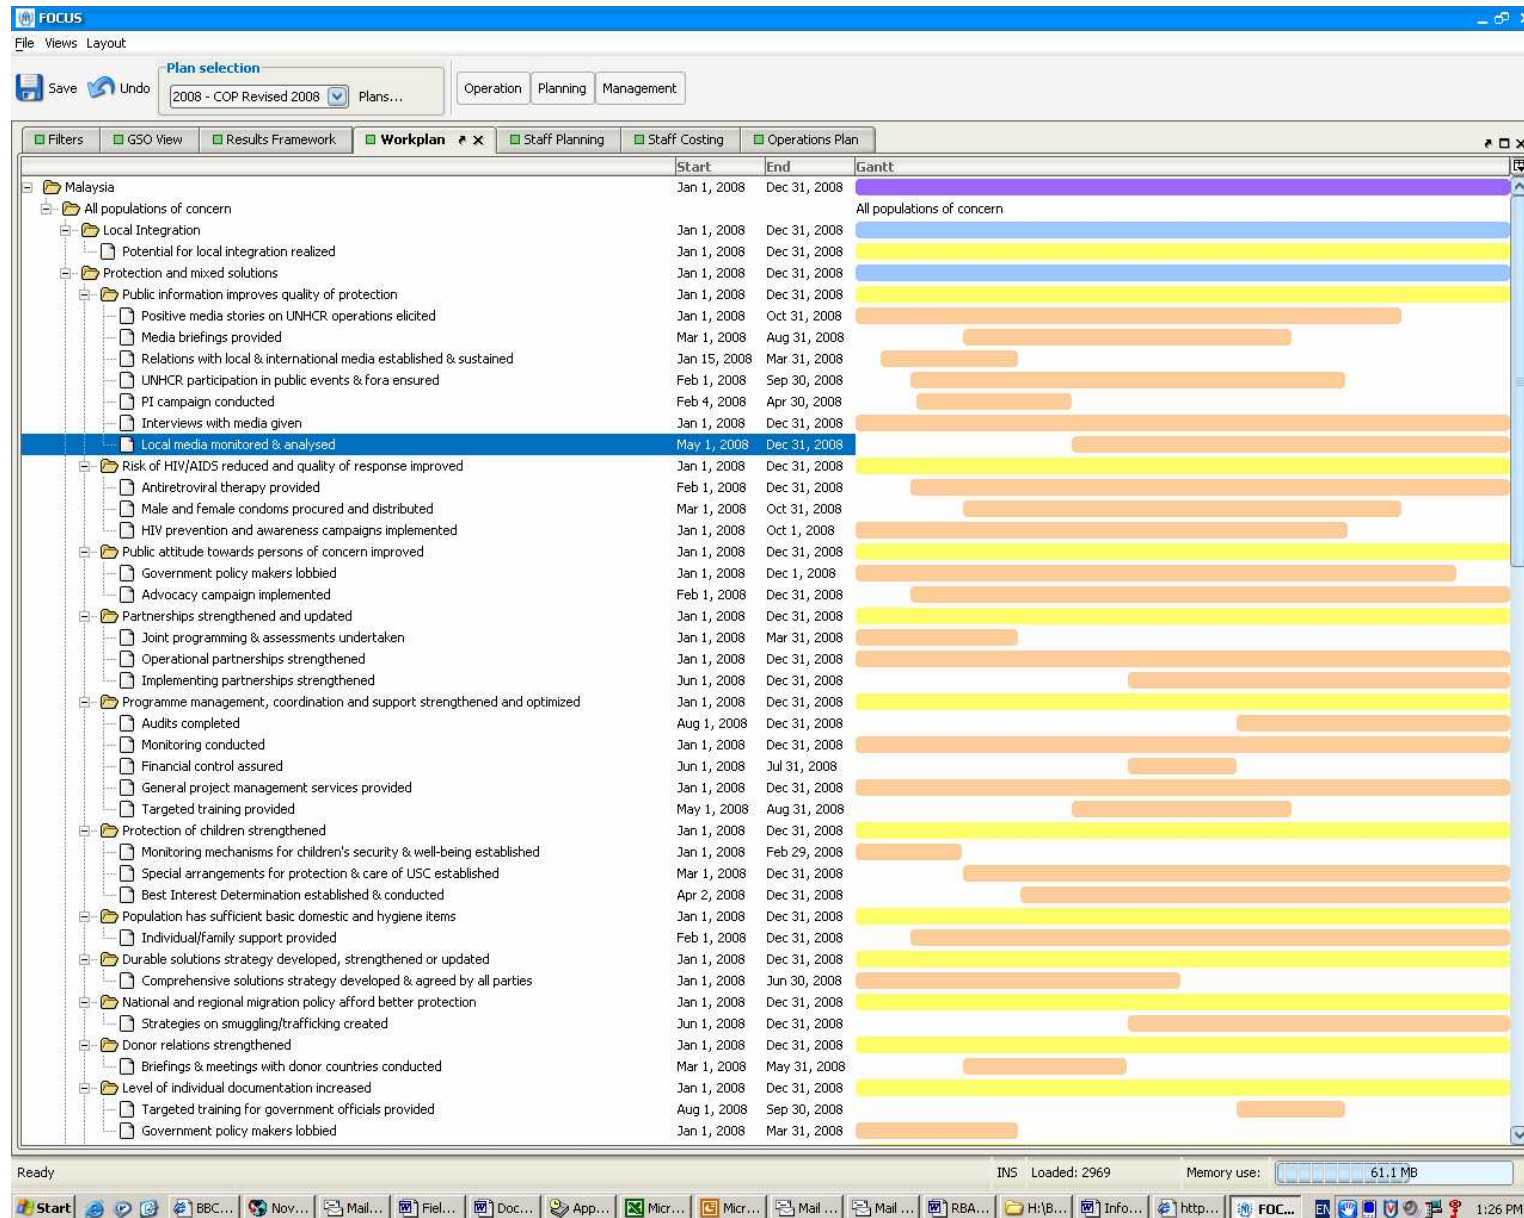 FOCUS
File Views Layout
Save Undo Plan selection 2008 - COP Revised 2008 Plans... Operation Planning Management
Filters GSO View Results Framework Workplan Staff Planning Staff Costing Operations Plan
Start End Gantt
Malaysia Jan 1, 2008 Dec 31, 2008
All populations of concern All populations of concern
Local Integration Jan 1, 2008 Dec 31, 2008
Potential for local integration realized Jan 1, 2008 Dec 31, 2008
Protection and mixed solutions Jan 1, 2008 Dec 31, 2008
Public information improves quality of protection Jan 1, 2008 Dec 31, 2008
Positive media stories on UNHCR operations elicited Jan 1, 2008 Oct 31, 2008
Media briefings provided Mar 1, 2008 Aug 31, 2008
Relations with local & international media established & sustained Jan 15, 2008 Mar 31, 2008
UNHCR participation in public events & fora ensured Feb 1, 2008 Sep 30, 2008
PI campaign conducted Feb 4, 2008 Apr 30, 2008
Interviews with media given Jan 1, 2008 Dec 31, 2008
Local media monitored & analysed May 1, 2008 Dec 31, 2008
Risk of HIV/AIDS reduced and quality of response improved Jan 1, 2008 Dec 31, 2008
Antiretroviral therapy provided Feb 1, 2008 Dec 31, 2008
Male and female condoms procured and distributed Mar 1, 2008 Oct 31, 2008
HIV prevention and awareness campaigns implemented Jan 1, 2008 Oct 1, 2008
Public attitude towards persons of concern improved Jan 1, 2008 Dec 31, 2008
Government policy makers lobbied Jan 1, 2008 Dec 1, 2008
Advocacy campaign implemented Feb 1, 2008 Dec 31, 2008
Partnerships strengthened and updated Jan 1, 2008 Dec 31, 2008
Joint programming & assessments undertaken Jan 1, 2008 Mar 31, 2008
Operational partnerships strengthened Jan 1, 2008 Dec 31, 2008
Implementing partnerships strengthened Jun 1, 2008 Dec 31, 2008
Programme management, coordination and support strengthened and optimized Jan 1, 2008 Dec 31, 2008
Audits completed Aug 1, 2008 Dec 31, 2008
Monitoring conducted Jan 1, 2008 Dec 31, 2008
Financial control assured Jun 1, 2008 Jul 31, 2008
General project management services provided Jan 1, 2008 Dec 31, 2008
Targeted training provided May 1, 2008 Aug 31, 2008
Protection of children strengthened Jan 1, 2008 Dec 31, 2008
Monitoring mechanisms for children's security & well-being established Jan 1, 2008 Feb 29, 2008
Special arrangements for protection & care of USC established Mar 1, 2008 Dec 31, 2008
Best Interest Determination established & conducted Apr 2, 2008 Dec 31, 2008
Population has sufficient basic domestic and hygiene items Jan 1, 2008 Dec 31, 2008
Individual/family support provided Feb 1, 2008 Dec 31, 2008
Durable solutions strategy developed, strengthened or updated Jan 1, 2008 Dec 31, 2008
Comprehensive solutions strategy developed & agreed by all parties Jan 1, 2008 Jun 30, 2008
National and regional migration policy afford better protection Jan 1, 2008 Dec 31, 2008
Strategies on smuggling/trafficking created Jun 1, 2008 Dec 31, 2008
Donor relations strengthened Jan 1, 2008 Dec 31, 2008
Briefings & meetings with donor countries conducted Mar 1, 2008 May 31, 2008
Level of individual documentation increased Jan 1, 2008 Dec 31, 2008
Targeted training for government officials provided Aug 1, 2008 Sep 30, 2008
Government policy makers lobbied Jan 1, 2008 Mar 31, 2008
Ready INS Loaded: 2969 Memory use: 61.1 MB
Start BBC... Nov... Mail... Fiel... Doc... App... Micr... Micr... Mail ... Mail ... RBA... H:\B... Info... http... FOC... EN 1:26 PM